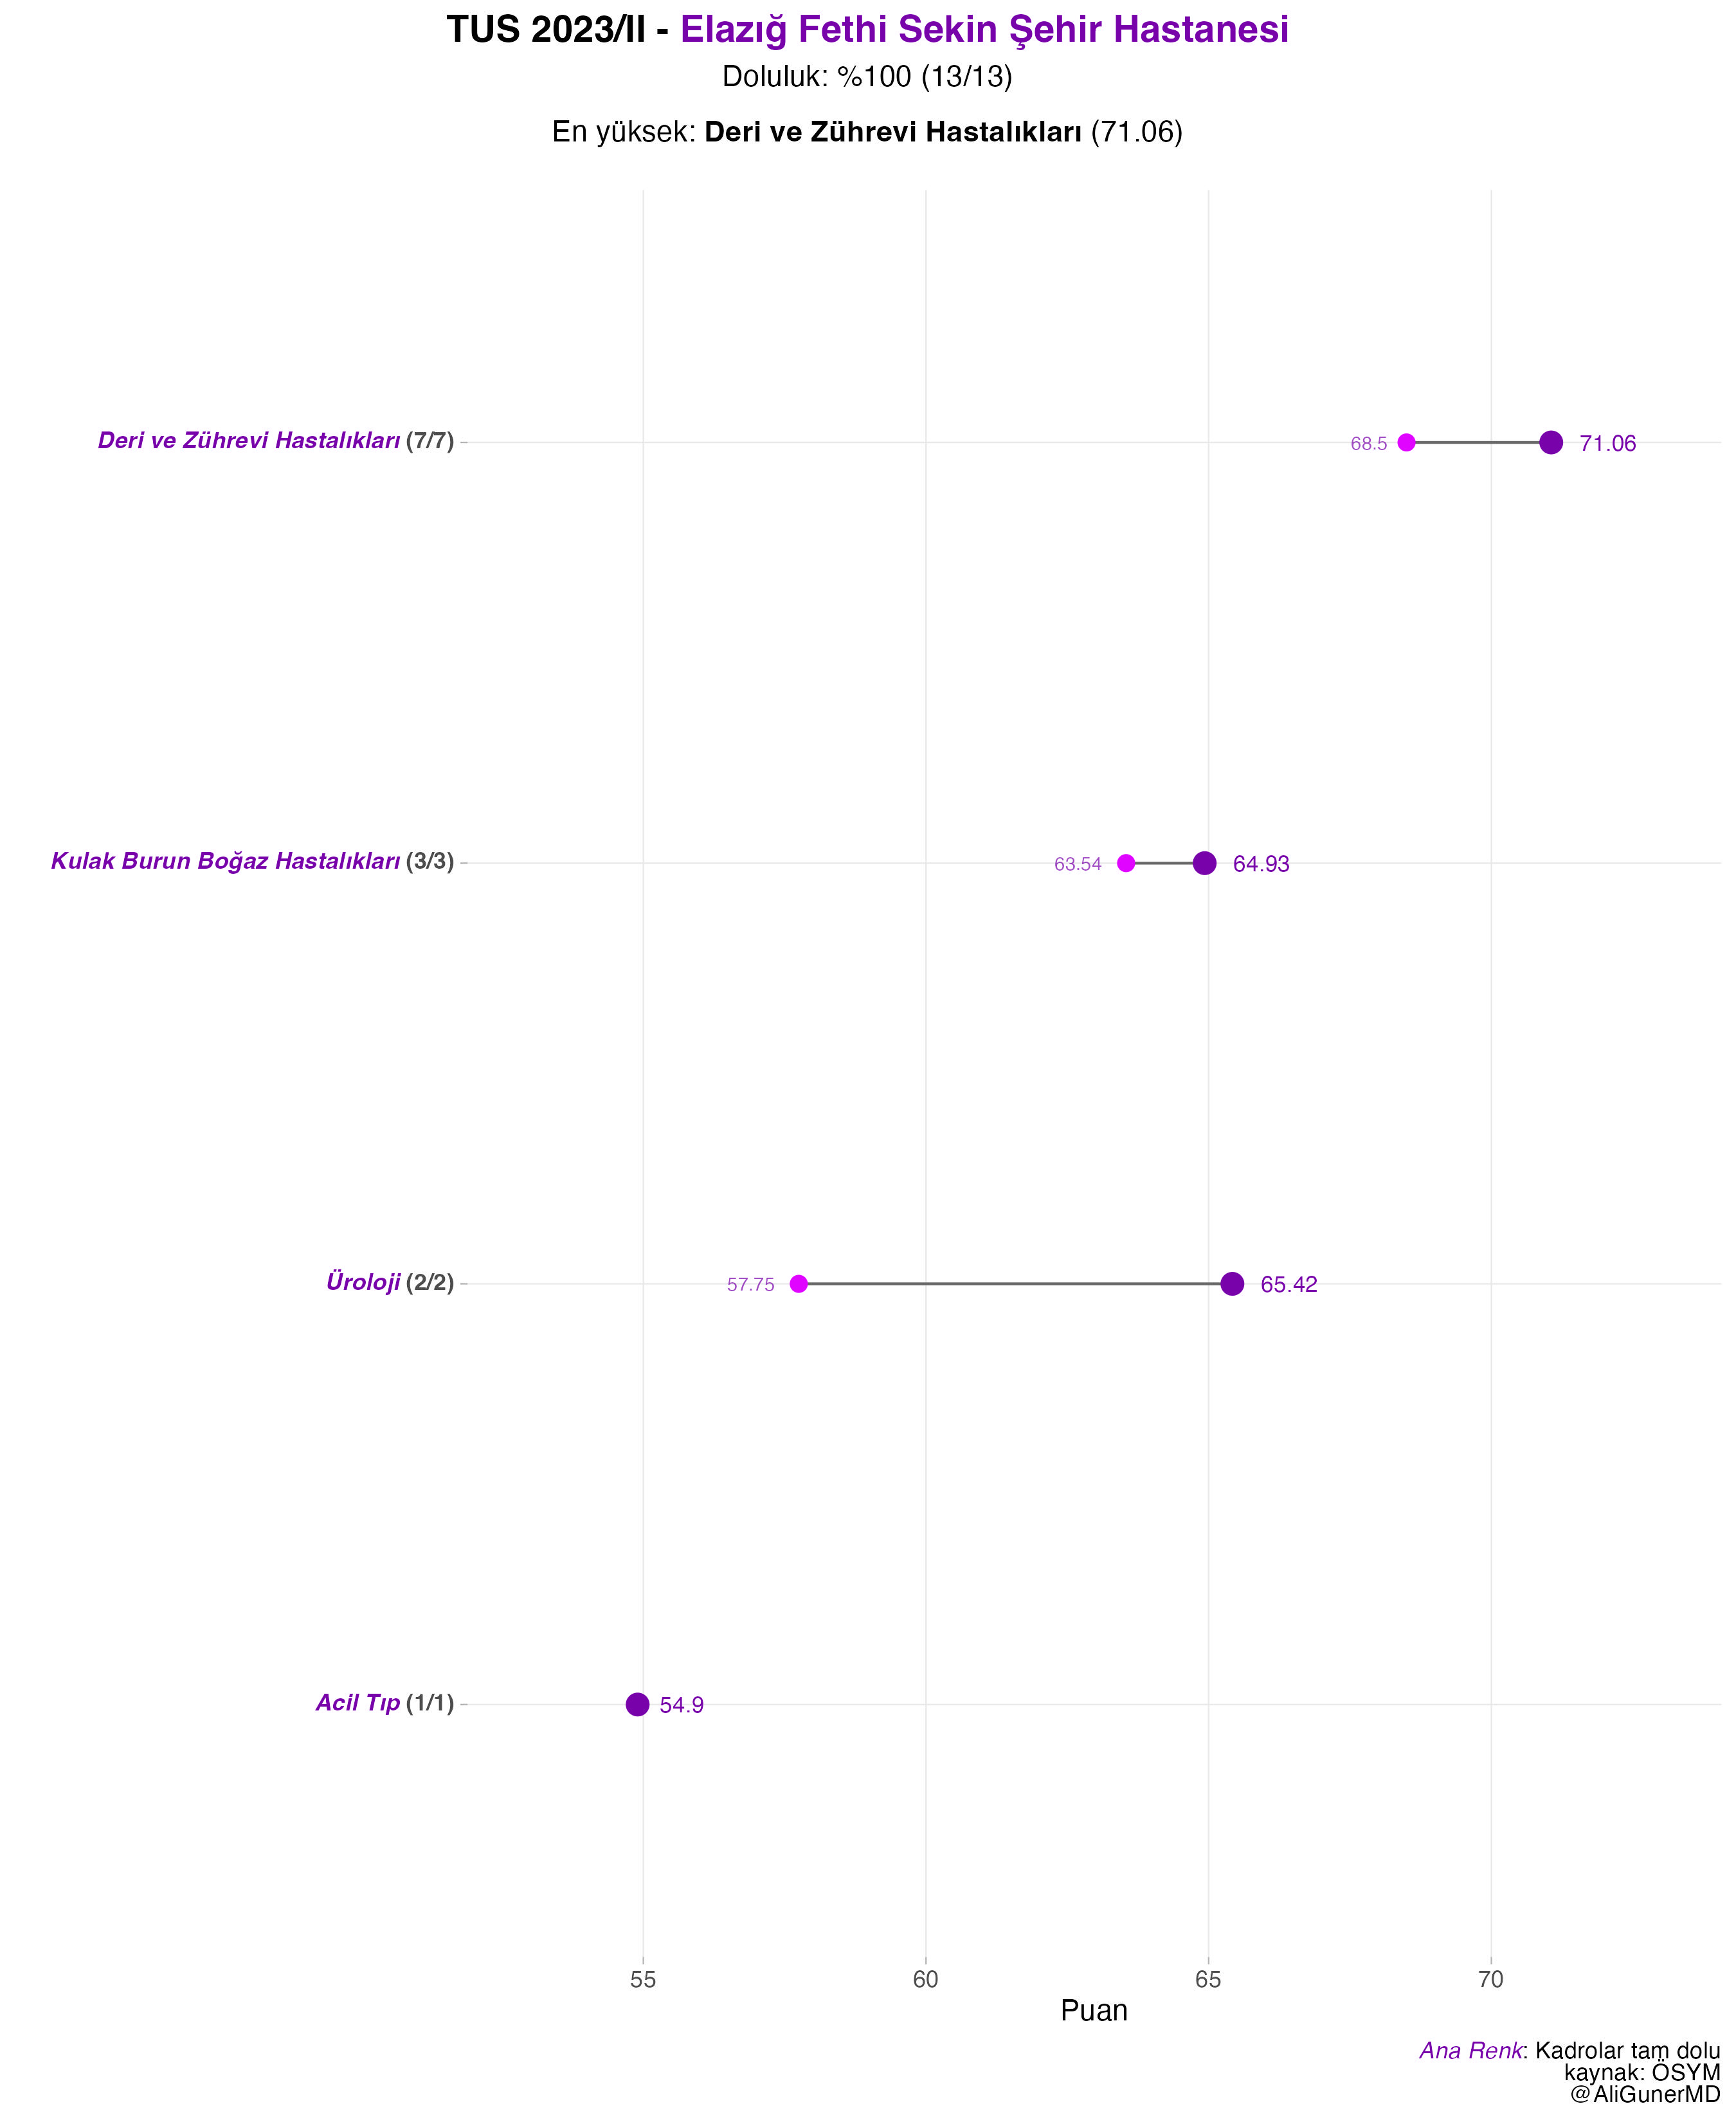 TUS 2023/II - Elazığ Fethi Sekin Şehir Hastanesi
Doluluk: %100 (13/13)
En yüksek: Deri ve Zührevi Hastalıkları (71.06)
Deri ve Zührevi Hastalıkları (7/7)
68.5
71.06
Kulak Burun Boğaz Hastalıkları (3/3)
63.54
64.93
Üroloji (2/2)
57.75
65.42
Acil Tıp (1/1)
54.9
55
60
65
70
Puan
Ana Renk: Kadrolar tam dolu
kaynak: ÖSYM
@AliGunerMD